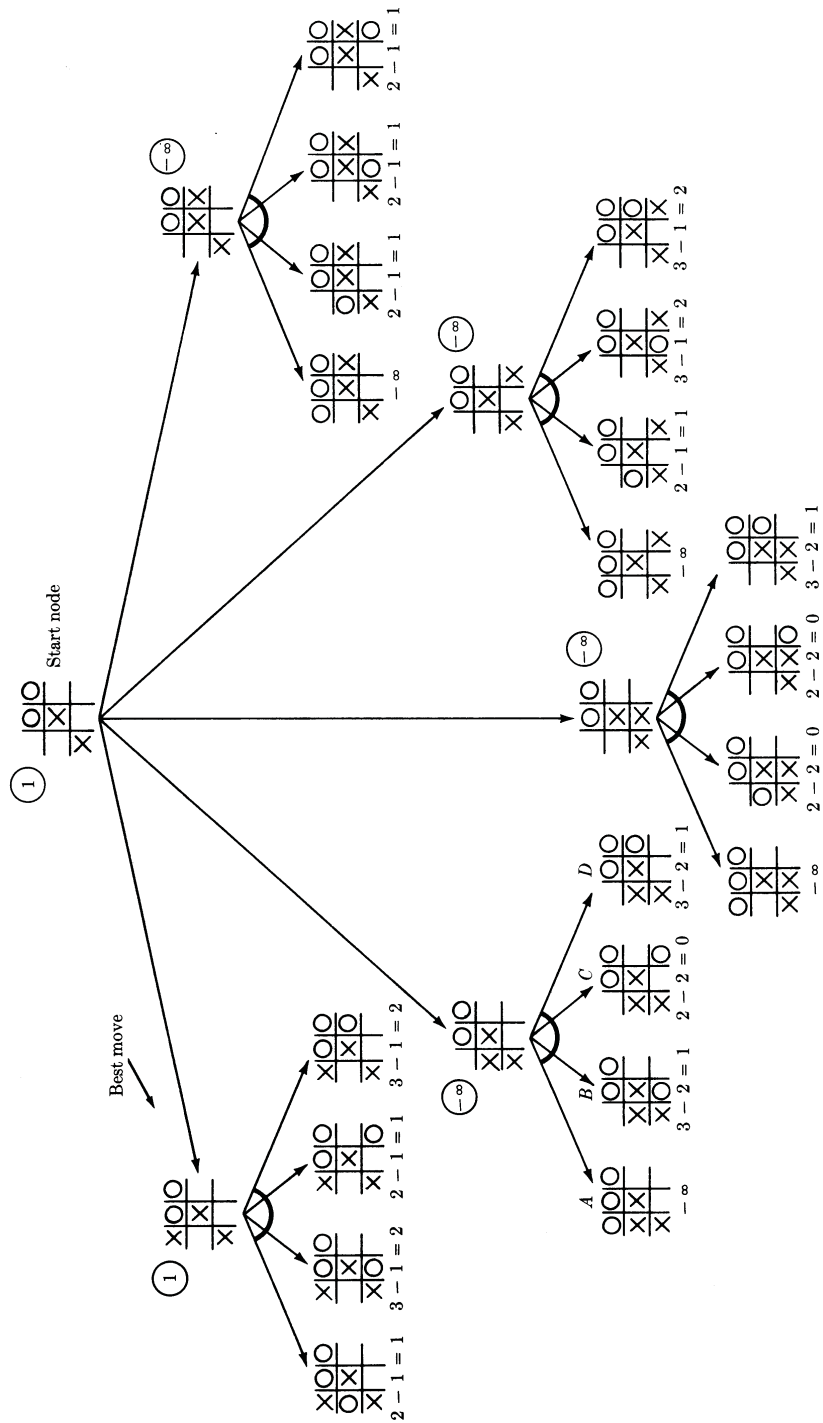 1
Start node
Best move
1
−∞
2 − 1 = 1
3 − 1 = 2
2 − 1 = 1
3 − 1 = 2
−∞
2 − 1 = 1
2 − 1 = 1
2 − 1 = 1
−∞
−∞
A
B
C
D
−∞
3 − 2 = 1
2 − 2 = 0
3 − 2 = 1
−∞
2 − 1 = 1
3 − 1 = 2
3 − 1 = 2
−∞
−∞
2 − 2 = 0
2 − 2 = 0
3 − 2 = 1